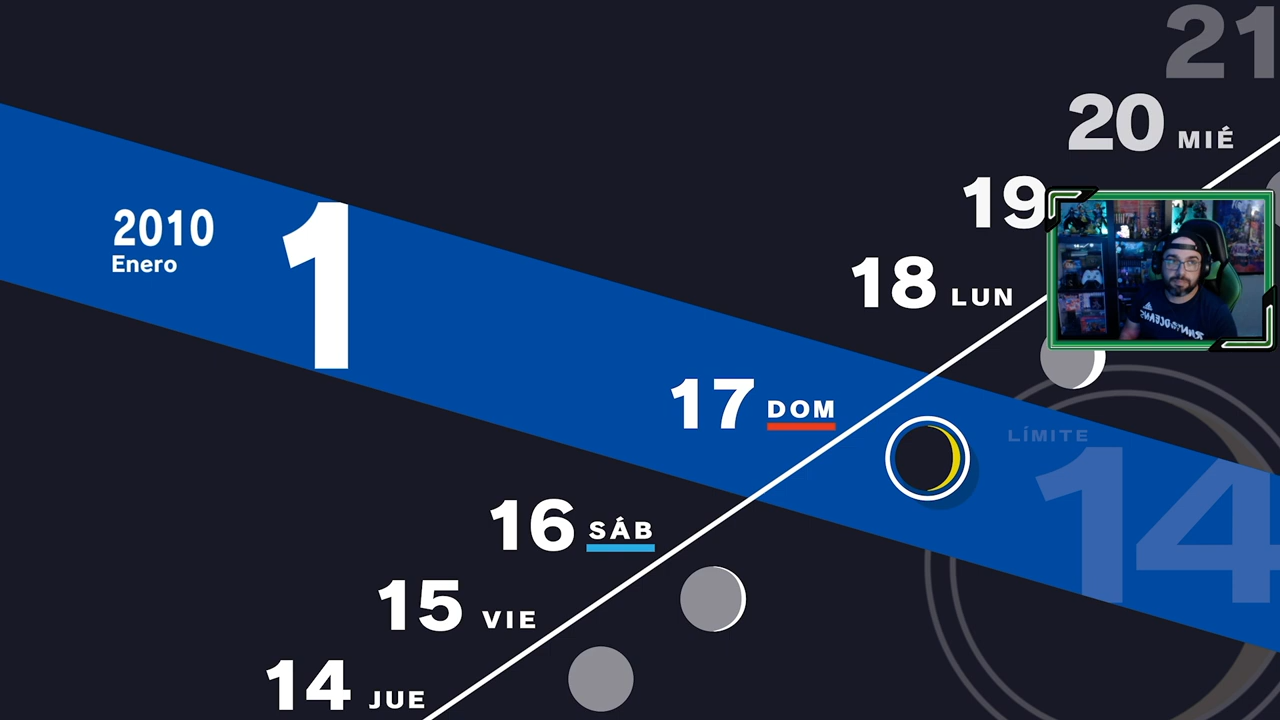 21
20 MIÉ
19
18 LUN
2010
Enero
1
17 DOM
LÍMITE
14
16 SÁB
15 VIE
14 JUE